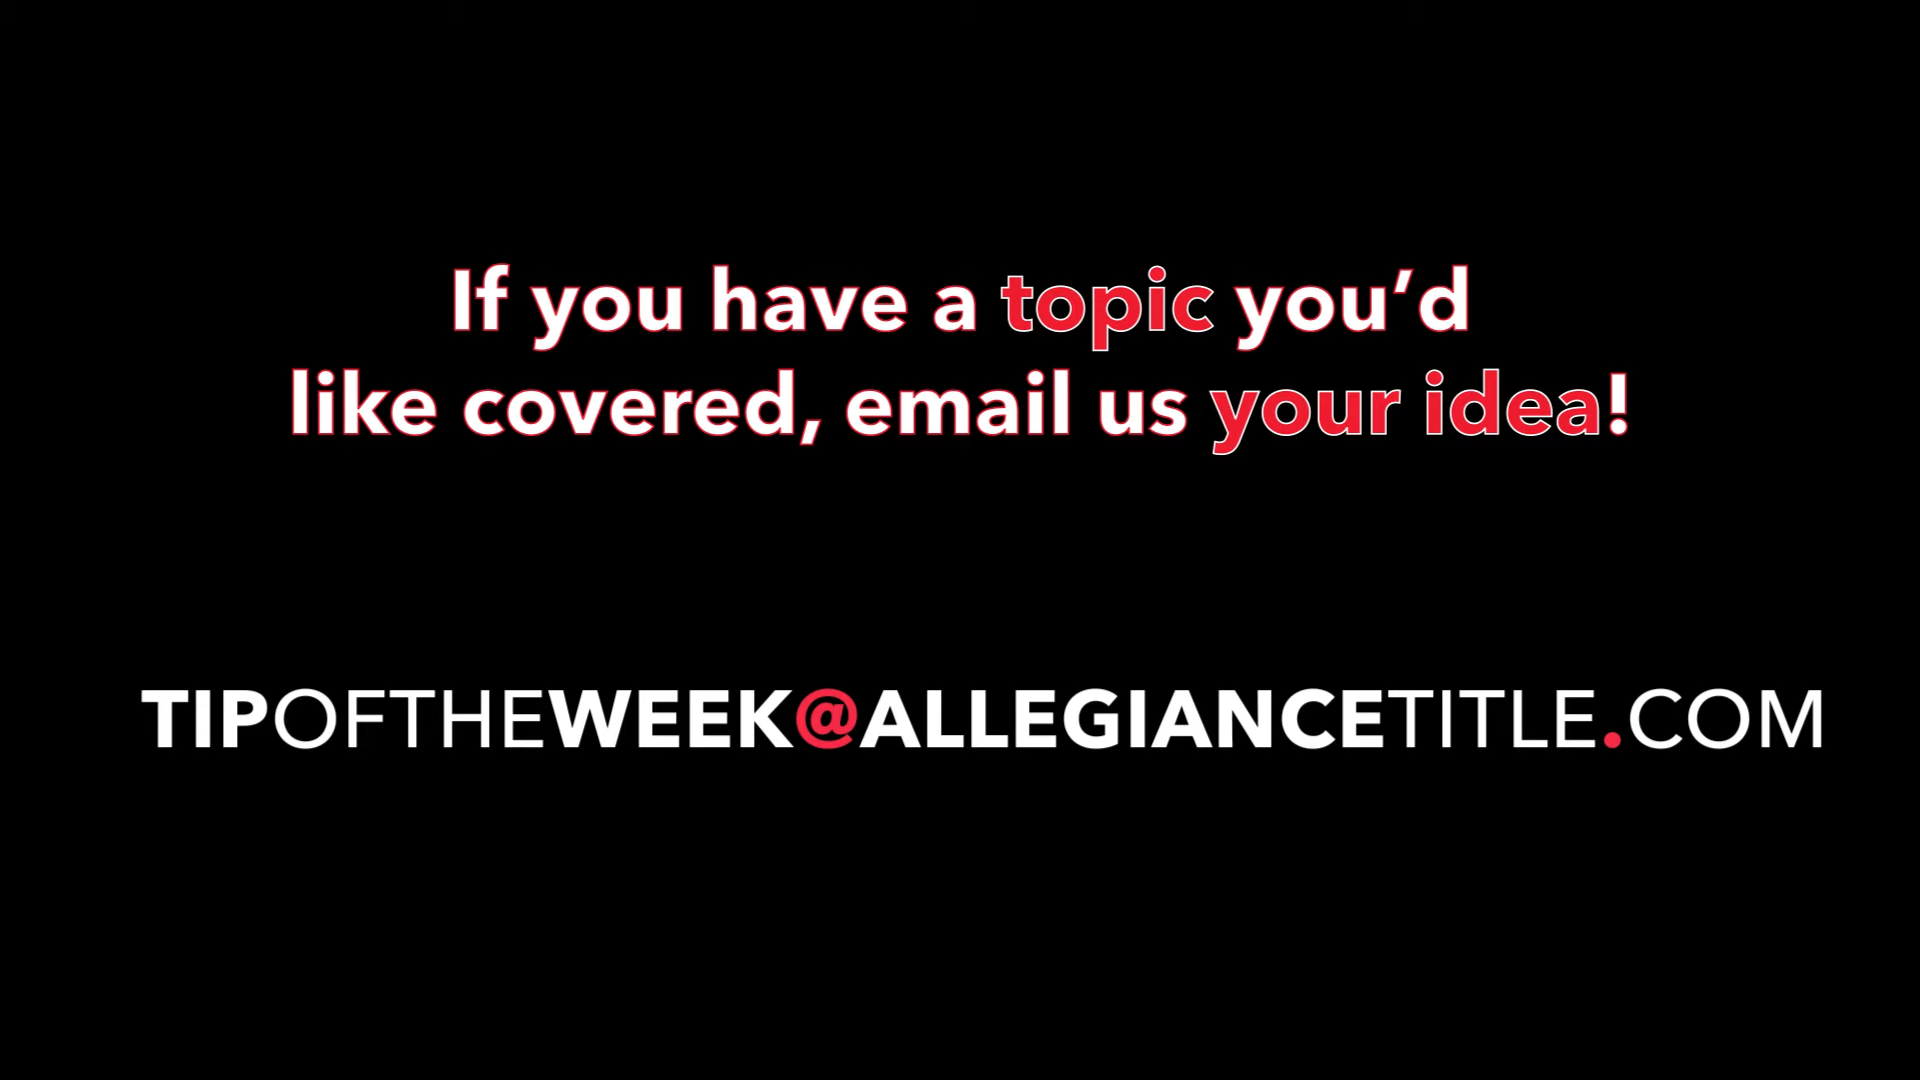 If you have a topic you’d
like covered, email us your idea!
TIPOFTHEWEEK@ALLEGIANCETITLE.COM